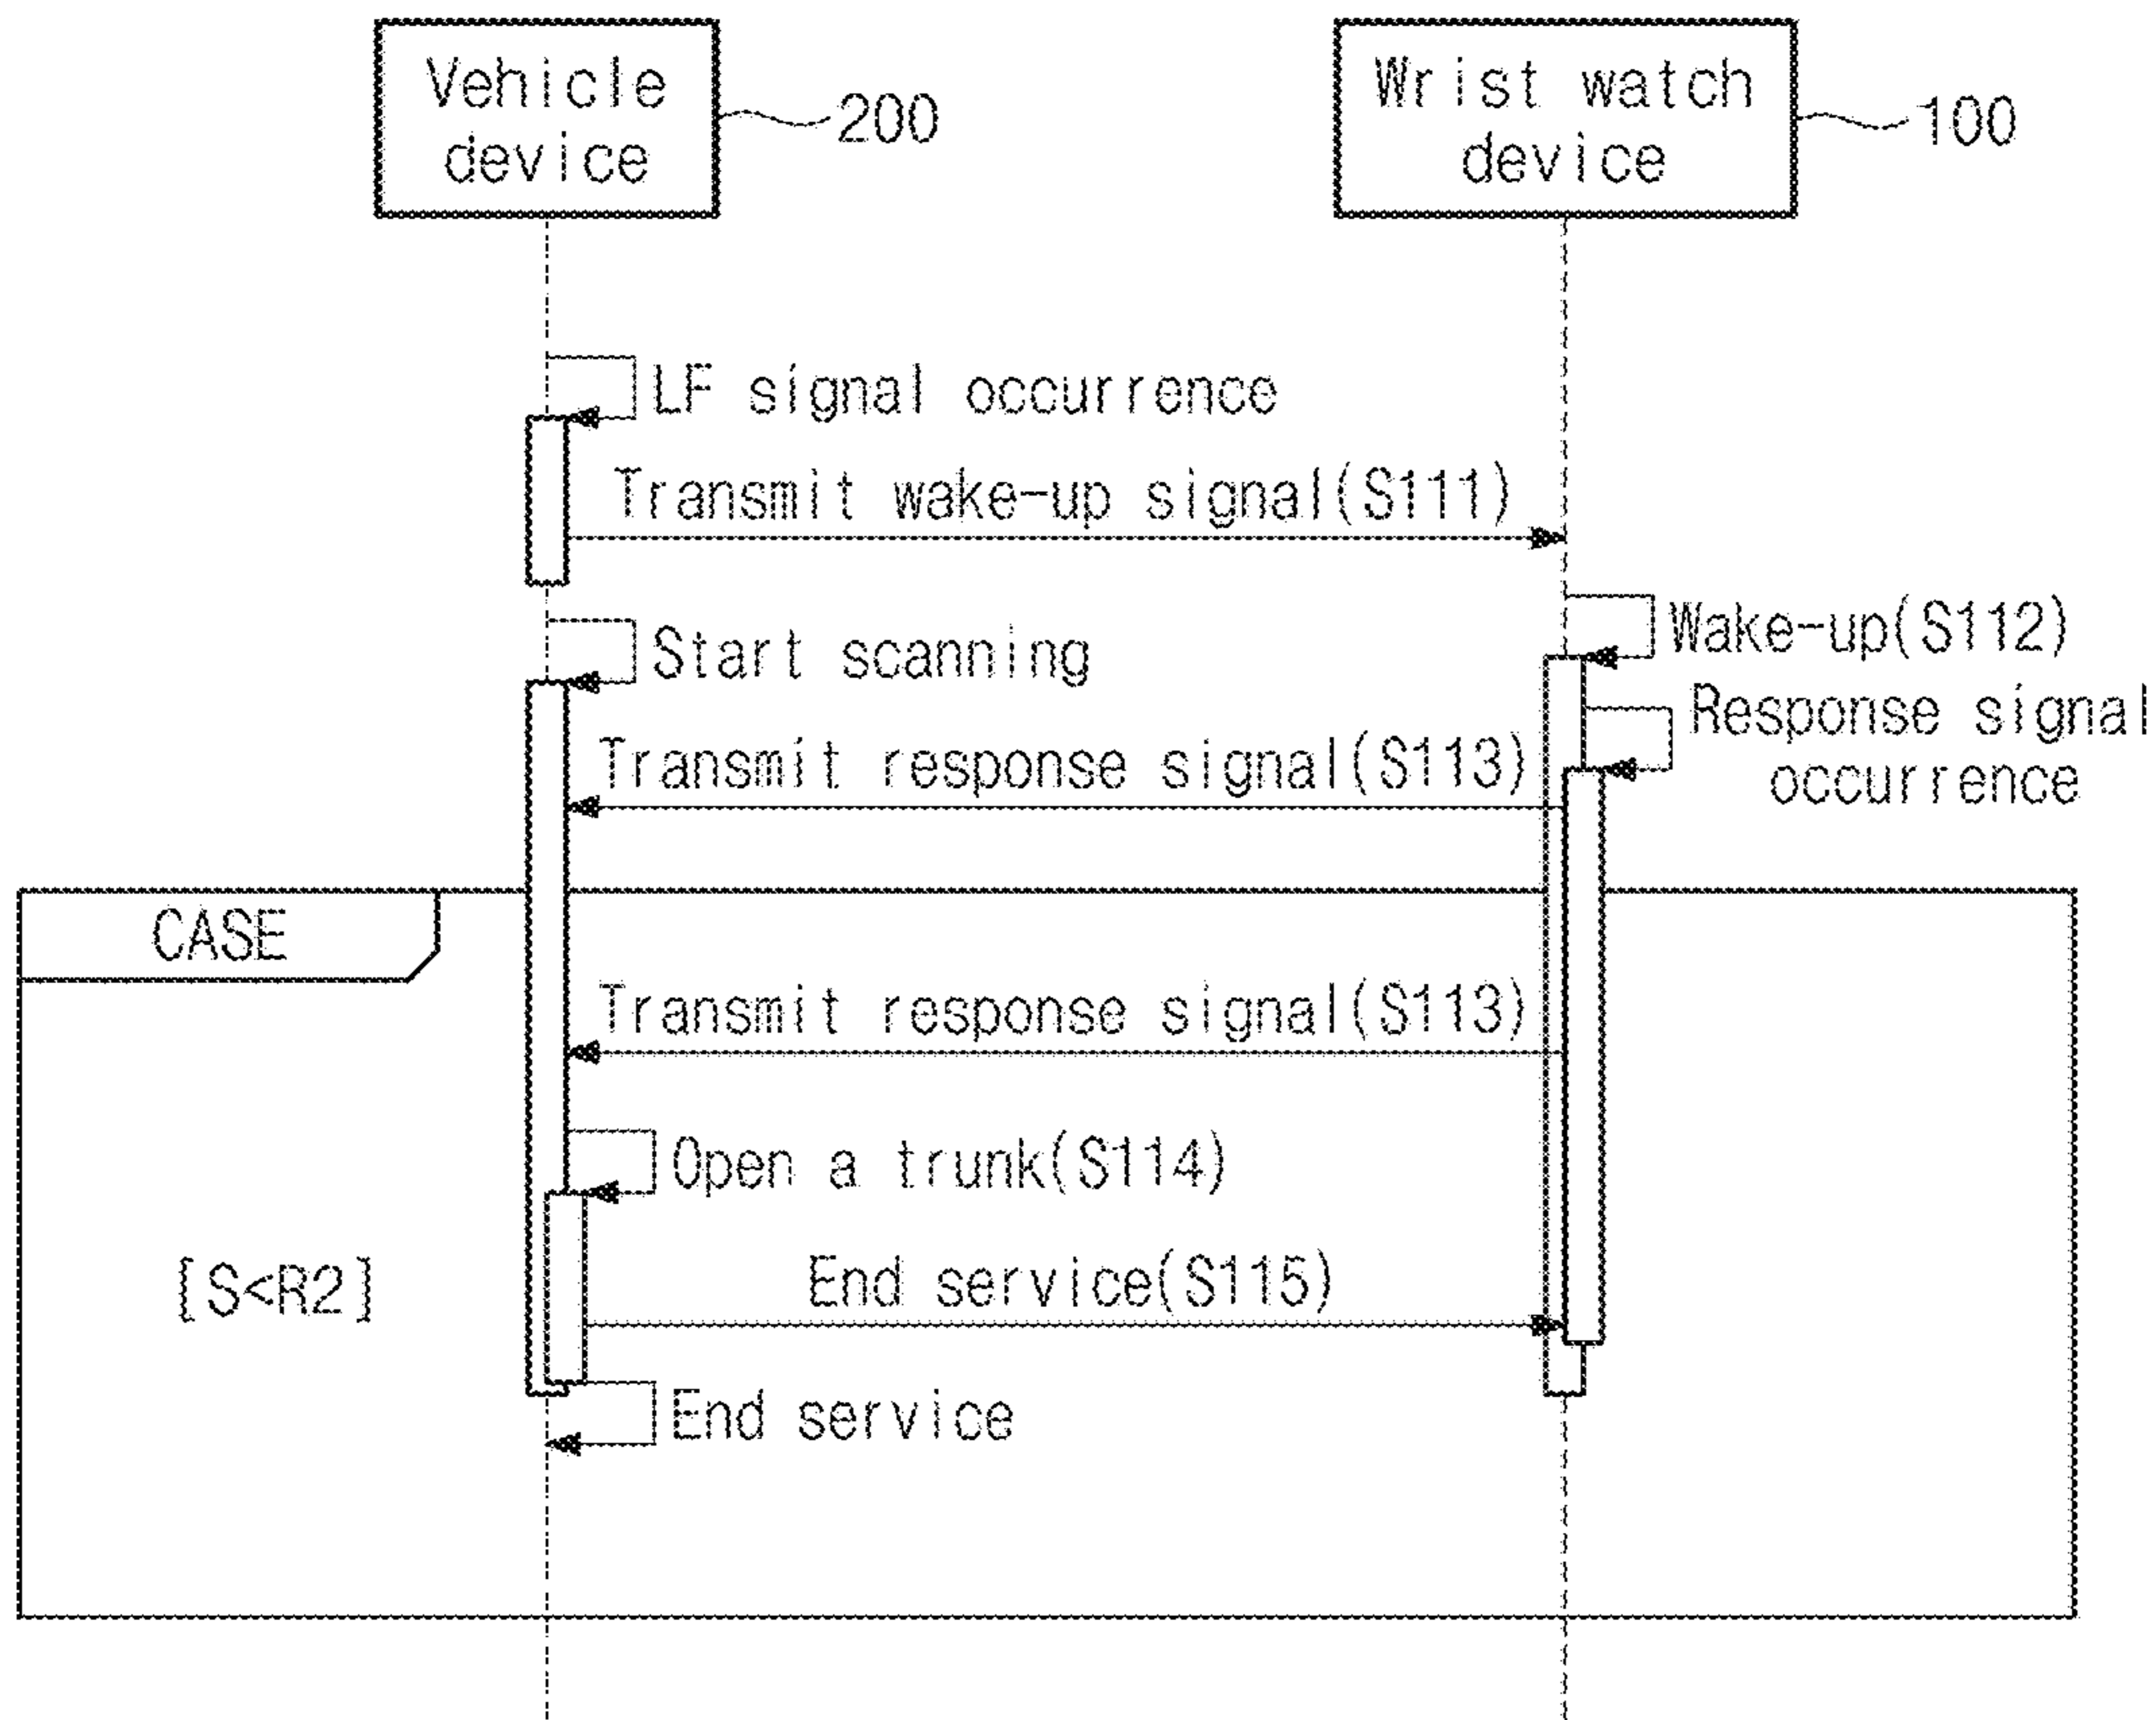 Vehicle
device
200
Wrist watch
device
100
LF signal occurrence
Transmit wake-up signal(S111)
Wake-up(S112)
Start scanning
Response signal
occurrence
Transmit response signal(S113)
CASE
Transmit response signal(S113)
Open a trunk(S114)
End service(S115)
[S<R2]
End service